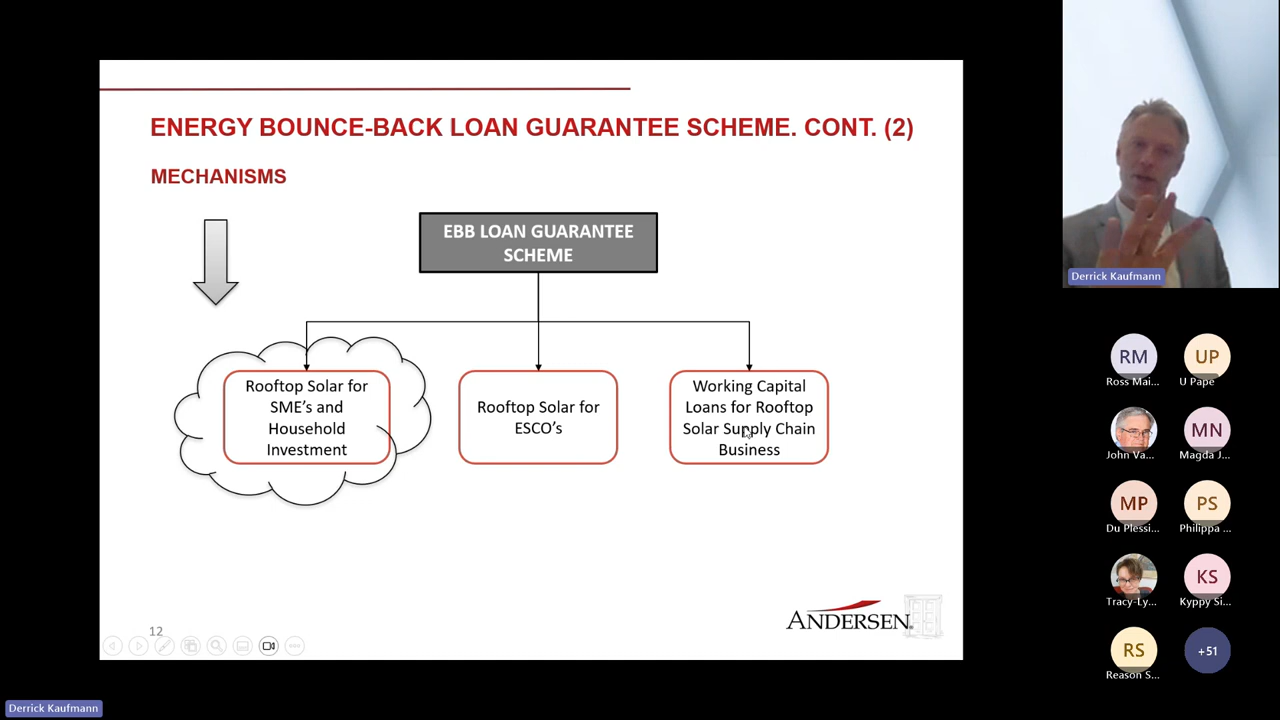 ENERGY BOUNCE-BACK LOAN GUARANTEE SCHEME. CONT. (2)
MECHANISMS
EBB LOAN GUARANTEE
SCHEME
Rooftop Solar for
SME's and
Household
Investment
Rooftop Solar for
ESCO's
Working Capital
Loans for Rooftop
Solar Supply Chain
Business
ANDERSEN®
12
Derrick Kaufmann
Derrick Kaufmann
RM
Ross Mai...
UP
U Pape
John Va...
MN
Magda J...
MP
Du Plessi...
PS
Philippa ...
Tracy-Ly...
KS
Kyppy Si...
RS
Reason S...
+51